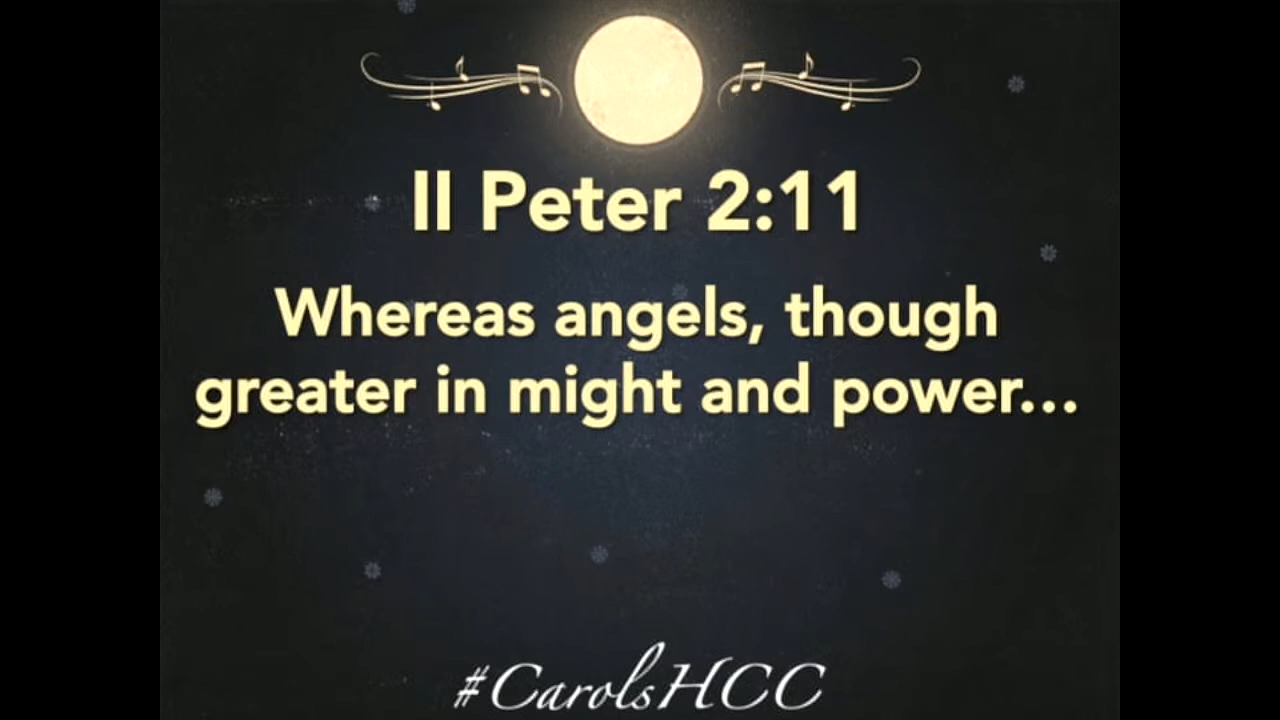 II Peter 2:11
Whereas angels, though
greater in might and power...
#CarolsHCC